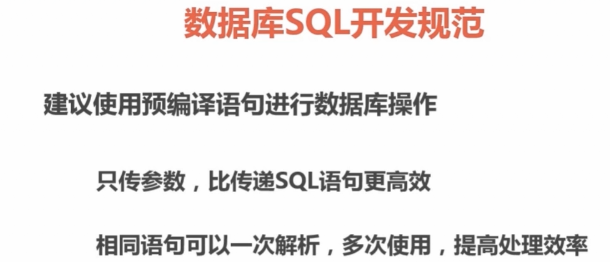 数据库SQL开发规范
建议使用预编译语句进行数据库操作
只传参数，比传递SQL语句更高效
相同语句可以一次解析，多次使用，提高处理效率